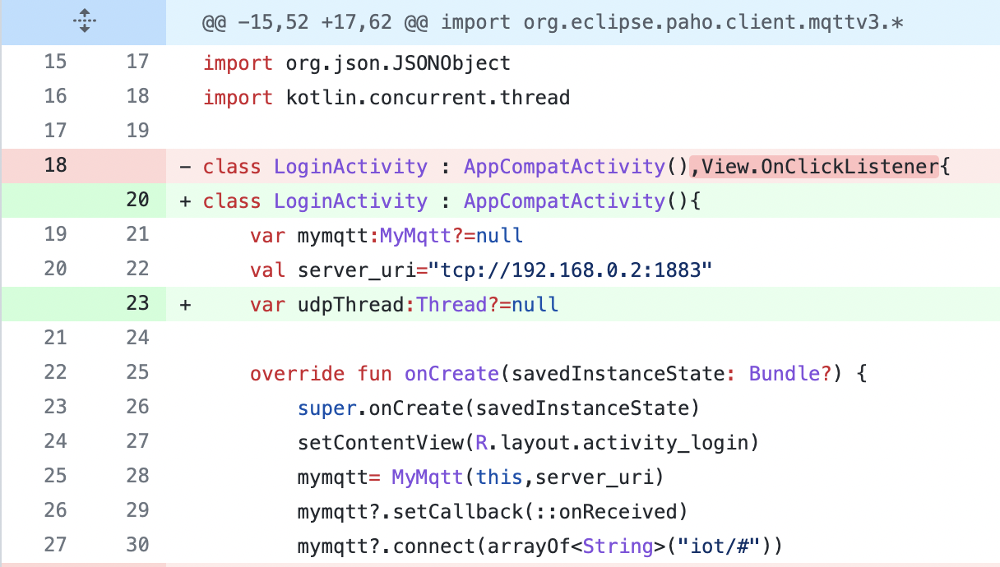 @@ -15,52 +17,62 @@ import org.eclipse.paho.client.mqttv3.*
15 17 import org.json.JSONObject
16 18 import kotlin.concurrent.thread
17 19
18 - class LoginActivity : AppCompatActivity(),View.OnClickListener{
20 + class LoginActivity : AppCompatActivity(){
19 21 var mymqtt:MyMqtt?=null
20 22 val server_uri="tcp://192.168.0.2:1883"
23 + var udpThread:Thread?=null
21 24
22 25 override fun onCreate(savedInstanceState: Bundle?) {
23 26 super.onCreate(savedInstanceState)
24 27 setContentView(R.layout.activity_login)
25 28 mymqtt= MyMqtt(this,server_uri)
26 29 mymqtt?.setCallback(::onReceived)
27 30 mymqtt?.connect(arrayOf<String>("iot/#"))